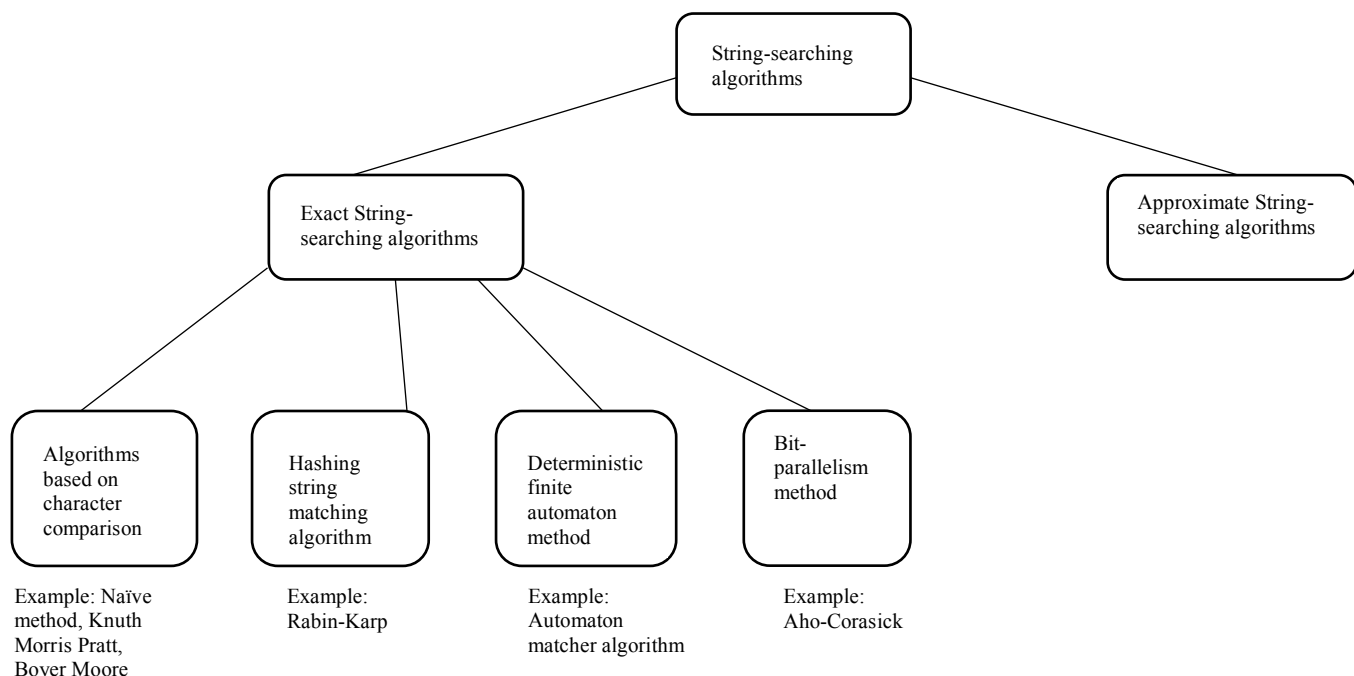 String-searching
algorithms
Exact String-
searching algorithms
Approximate String-
searching algorithms
Algorithms
based on
character
comparison
Hashing
string
matching
algorithm
Deterministic
finite
automaton
method
Bit-
parallelism
method
Example: Naïve
method, Knuth
Morris Pratt,
Boyer Moore
Example:
Rabin-Karp
Example:
Automaton
matcher algorithm
Example:
Aho-Corasick